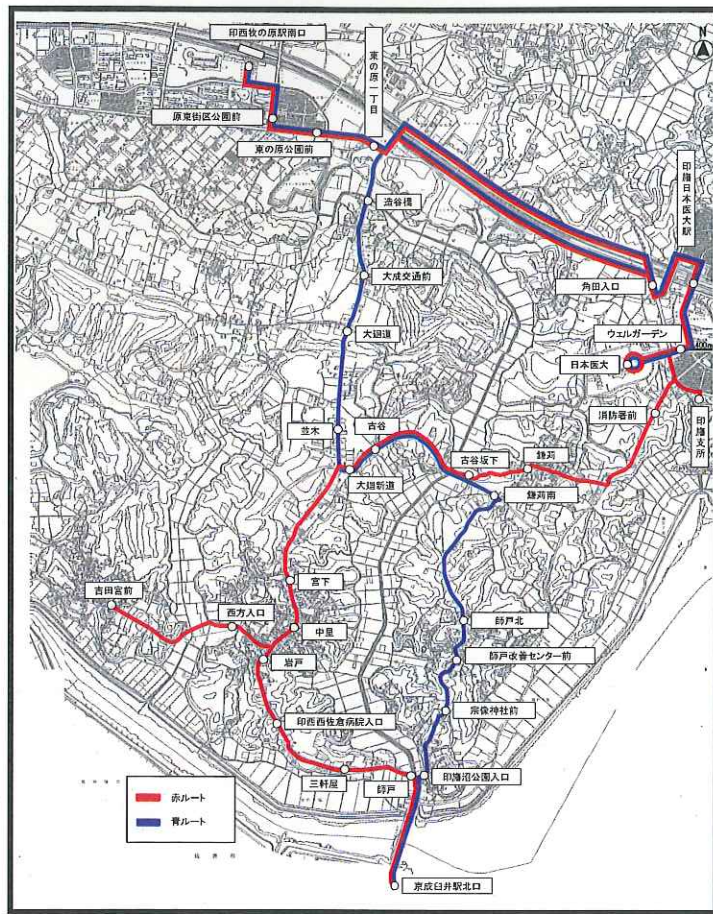 印西牧の原駅南口
N
東の原一丁目
原東街区公園前
東の原公園前
印旛日本医大駅
大成交通前
角田入口
大廻道
ウェルガーデン
日本医大
消防署前
並木
古谷
印旛支所
古谷坂下
鎌苅
大廻新道
鎌苅南
宮下
吉田宮前
西方入口
師戸北
中皇
師戸改善センター前
岩戸
宗像神社前
印西西佐倉病院入口
印旛沼公園入口
三軒屋
師戸
赤ルート
青ルート
京成臼井駅北口